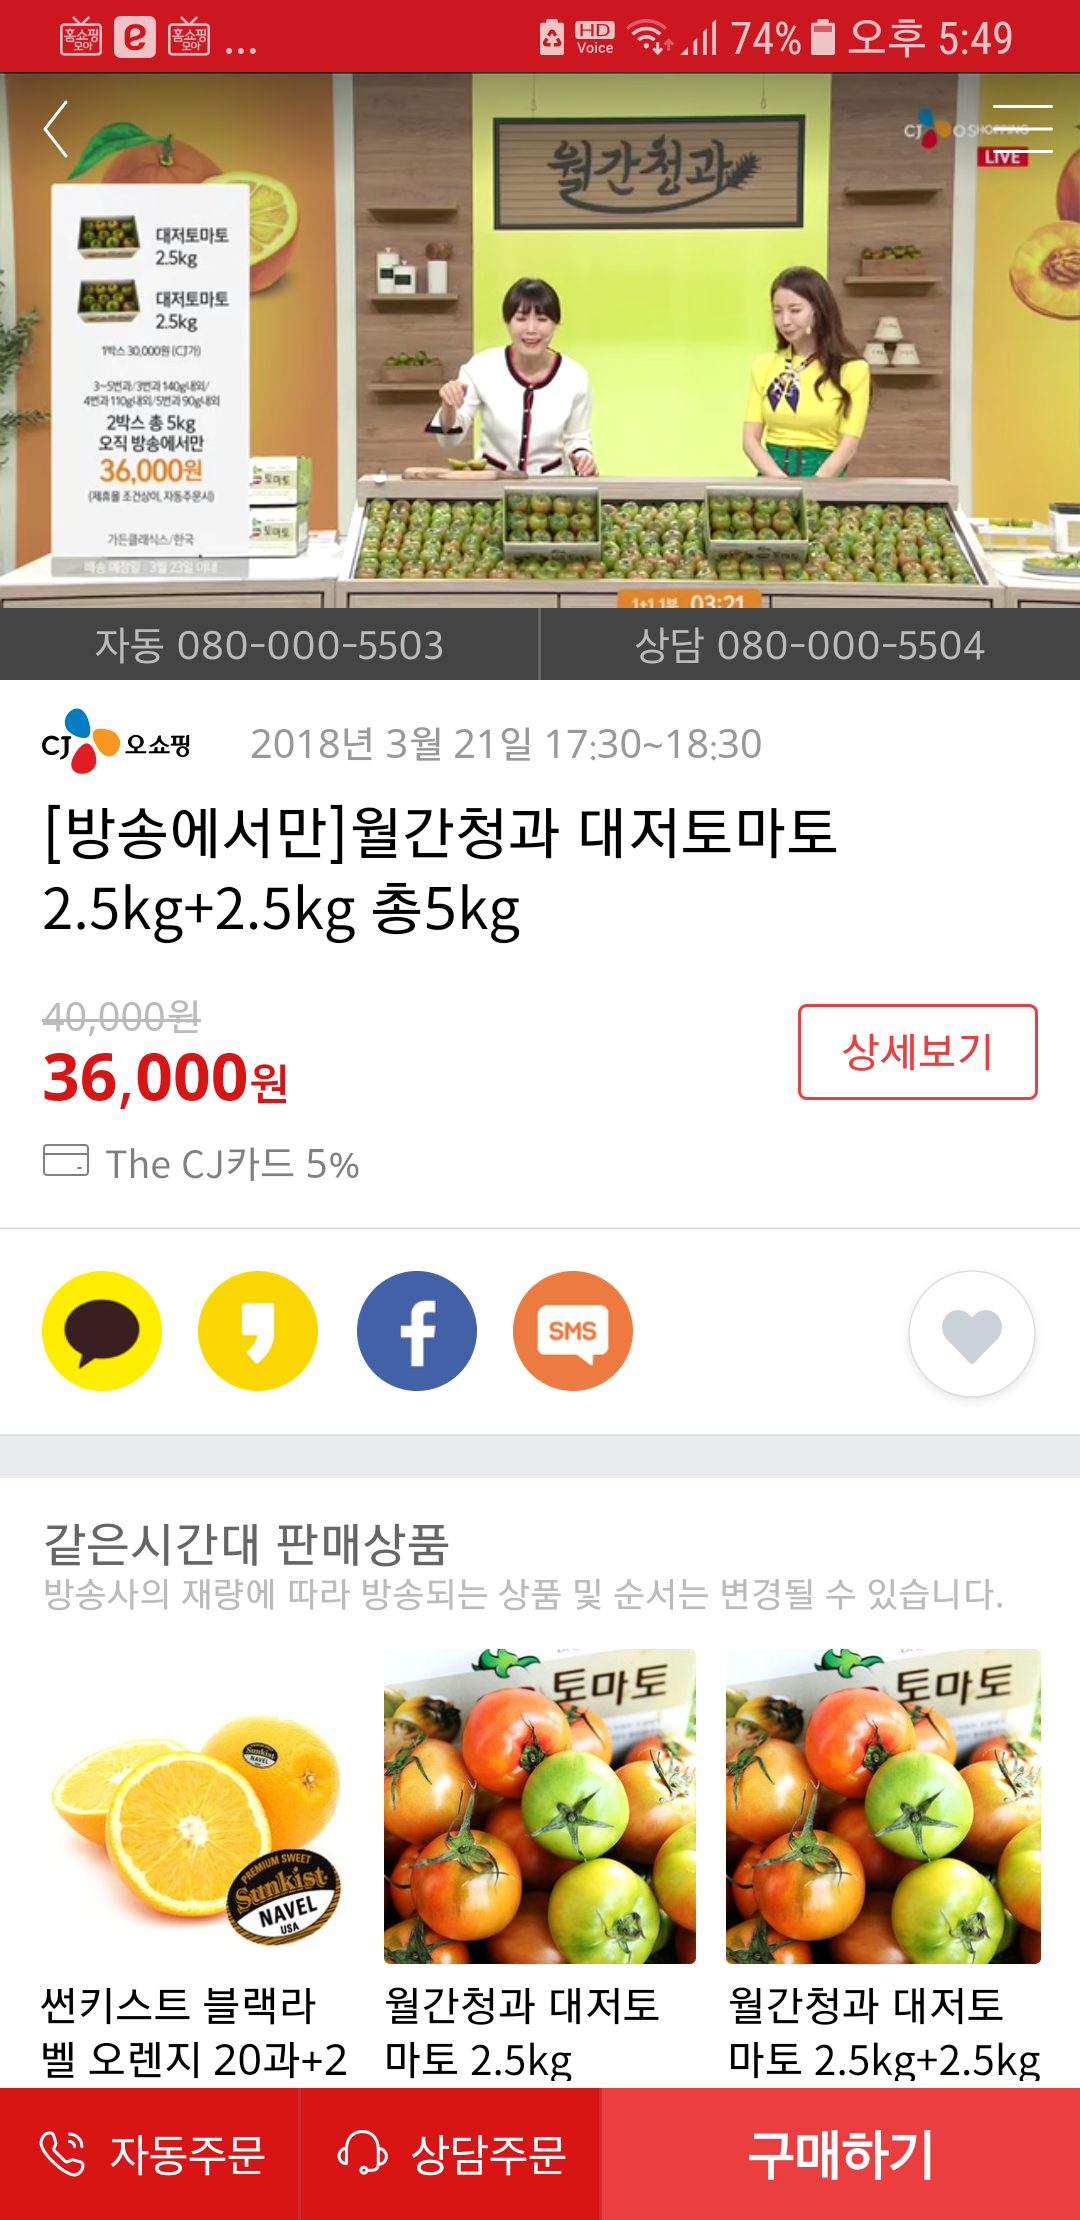 홈쇼핑
모아
홈쇼핑
모아
...
HD
Voice
74%
오후 5:49
CJ O SHOPPING
LIVE
월간청과
대저토마토
2.5kg
대저토마토
2.5kg
1박스 30,000원 (CJ가)
3~5번과/3번과 140g내외/
4번과 110g내외/5번과 90g내외
2박스 총 5kg
오직 방송에서만
36,000원
(제휴몰 조건상이, 자동주문시)
가든클래식스/한국
배송 예정일 : 3월 23일 이내
토마토
토마토
1+1 1부 03:21
자동 080-000-5503
상담 080-000-5504
CJ 오쇼핑
2018년 3월 21일 17:30~18:30
[방송에서만]월간청과 대저토마토
2.5kg+2.5kg 총5kg
40,000원
36,000원
상세보기
The CJ카드 5%
SMS
같은시간대 판매상품
방송사의 재량에 따라 방송되는 상품 및 순서는 변경될 수 있습니다.
Sunkist
NAVEL
PREMIUM SWEET
Sunkist
NAVEL
USA
토마토
토마토
썬키스트 블랙라
벨 오렌지 20과+2
월간청과 대저토
마토 2.5kg
월간청과 대저토
마토 2.5kg+2.5kg
자동주문
상담주문
구매하기